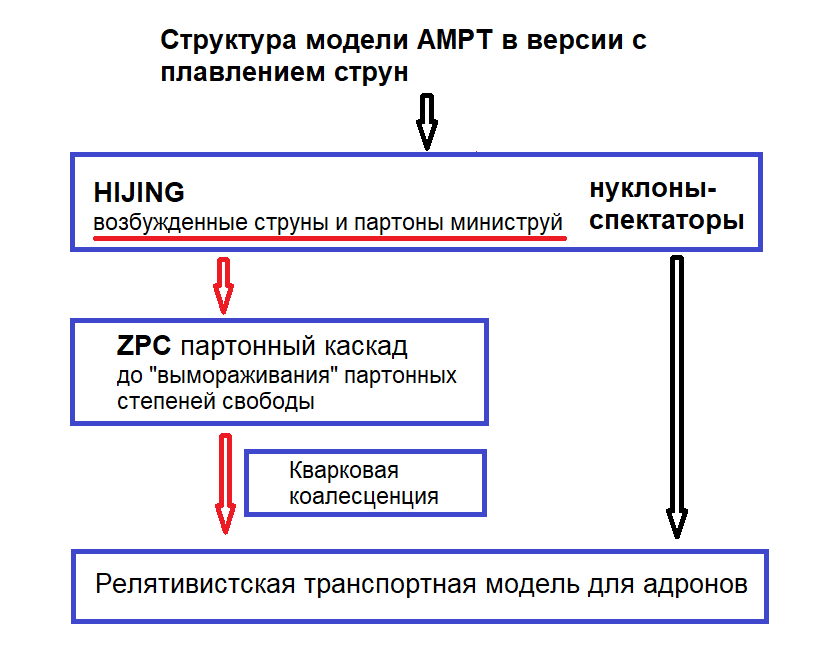 Структура модели АМРТ в версии с
плавлением струн
HIJING
возбужденные струны и партоны министруй
нуклоны-
спектаторы
ZPC партонный каскад
до "вымораживания" партонных
степеней свободы
Кварковая
коалесценция
Релятивистская транспортная модель для адронов